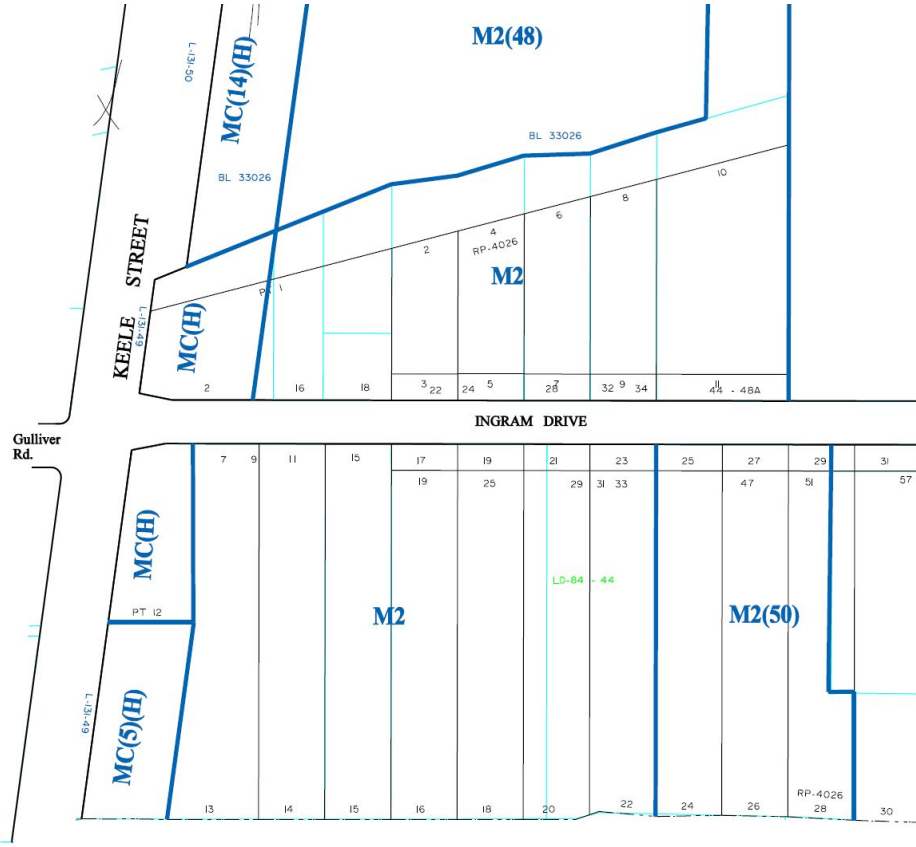 M2(48)
L-131-50
MC(14)(H)
BL 33026
BL 33026
10
8
6
4
2
RP-4026
KEELE STREET
M2
PT 1
L-131-49
MC(H)
2
16
18
3
22
24
5
7
28
32
9
34
11
44 - 48A
INGRAM DRIVE
Gulliver
Rd.
7
9
11
15
17
19
21
23
25
27
29
31
19
25
29
31
33
47
51
57
MC(H)
LD-84 - 44
PT 12
M2
M2(50)
L-131-49
MC(5)(H)
RP-4026
13
14
15
16
18
20
22
24
26
28
30